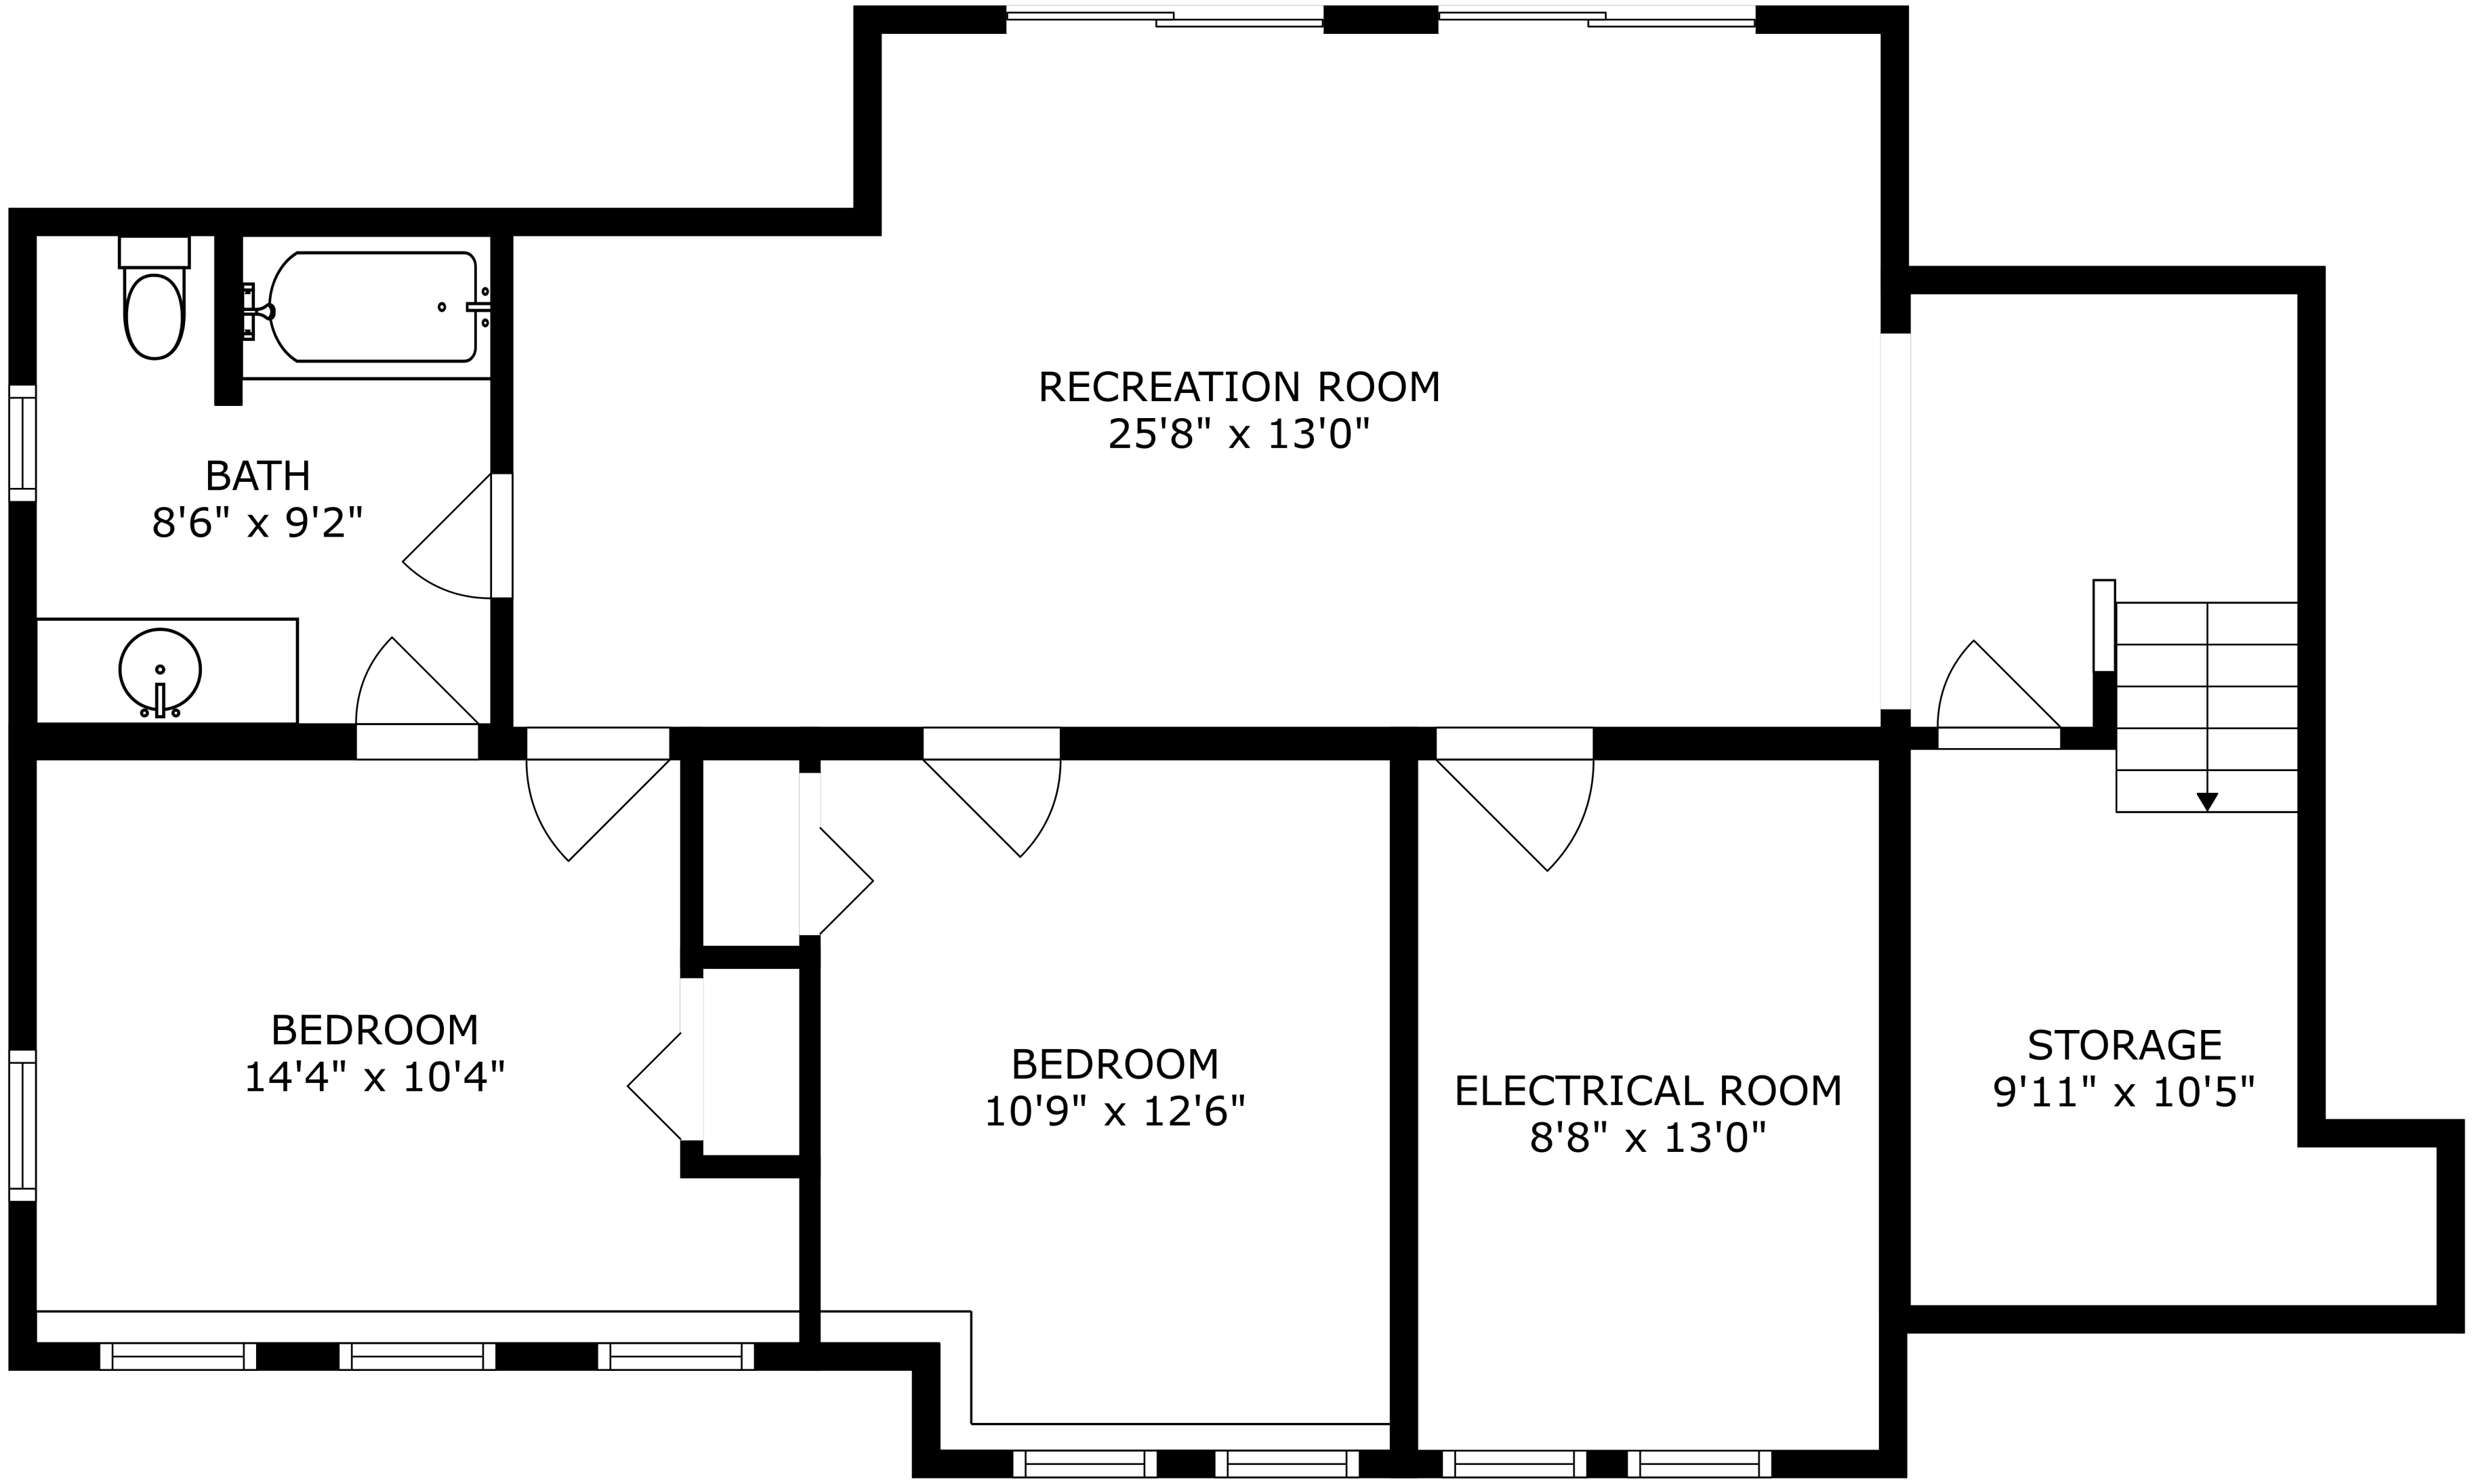 RECREATION ROOM
25'8" x 13'0"
BATH
8'6" x 9'2"
BEDROOM
14'4" x 10'4"
BEDROOM
10'9" x 12'6"
ELECTRICAL ROOM
8'8" x 13'0"
STORAGE
9'11" x 10'5"